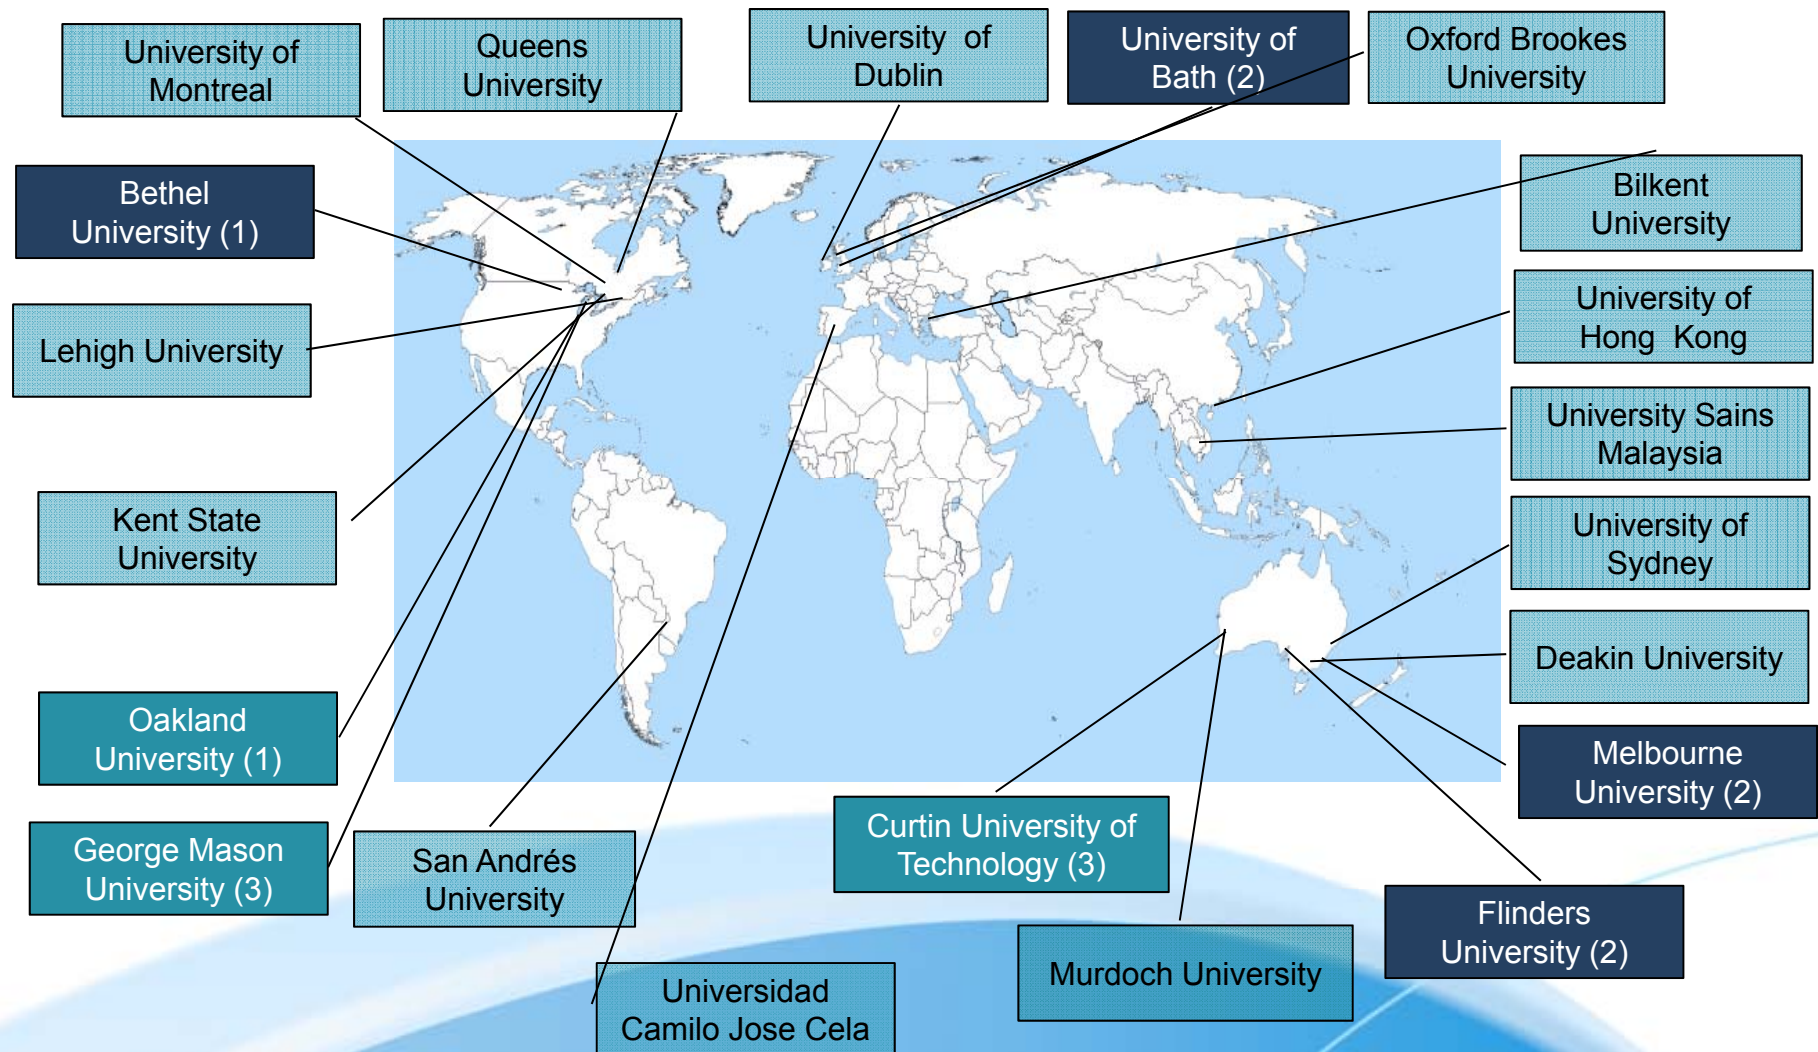 University of
Montreal
Queens
University
University of
Dublin
University of
Bath (2)
Oxford Brookes
University
Bethel
University (1)
Bilkent
University
Lehigh University
University of
Hong Kong
University Sains
Malaysia
Kent State
University
University of
Sydney
Deakin University
Oakland
University (1)
Melbourne
University (2)
George Mason
University (3)
San Andrés
University
Curtin University of
Technology (3)
Flinders
University (2)
Murdoch University
Universidad
Camilo Jose Cela